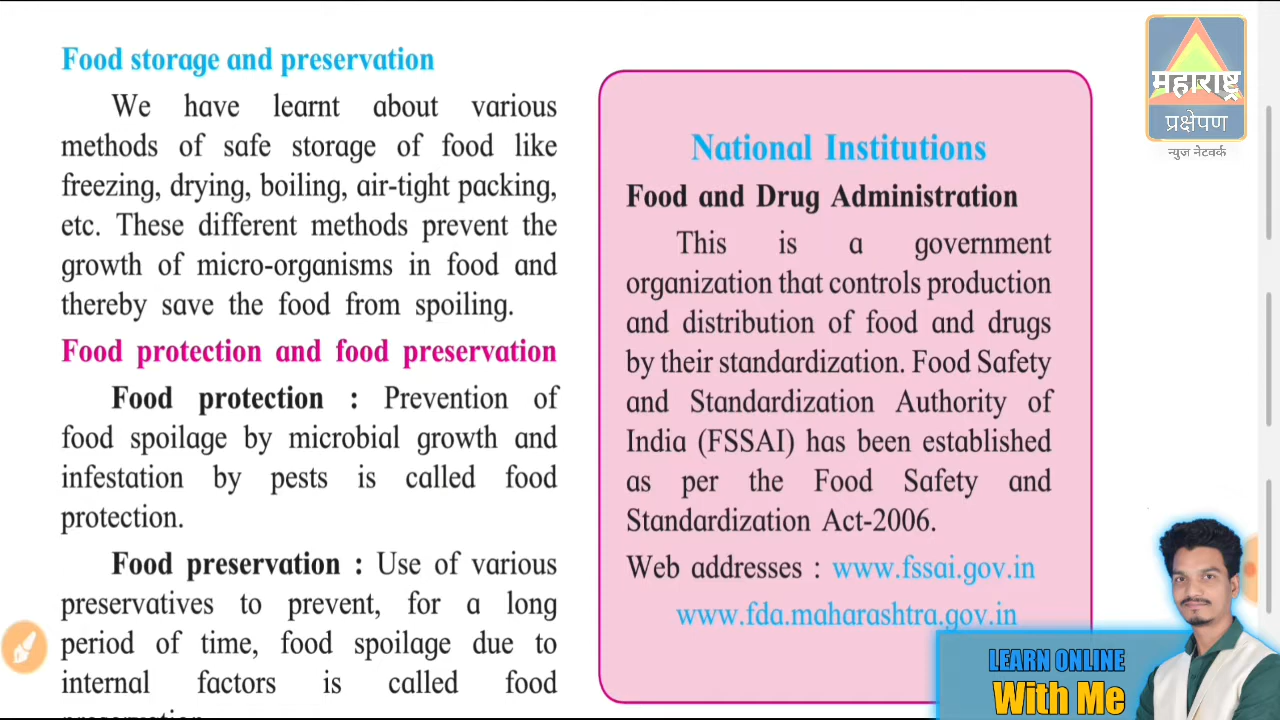 Food storage and preservation
We have learnt about various
methods of safe storage of food like
freezing, drying, boiling, air-tight packing,
etc. These different methods prevent the
growth of micro-organisms in food and
thereby save the food from spoiling.
Food protection and food preservation
Food protection : Prevention of
food spoilage by microbial growth and
infestation by pests is called food
protection.
Food preservation : Use of various
preservatives to prevent, for a long
period of time, food spoilage due to
internal factors is called food
National Institutions
Food and Drug Administration
This is a government
organization that controls production
and distribution of food and drugs
by their standardization. Food Safety
and Standardization Authority of
India (FSSAI) has been established
as per the Food Safety and
Standardization Act-2006.
Web addresses : www.fssai.gov.in
www.fda.maharashtra.gov.in
महाराष्ट्र
प्रक्षेपण
न्युज नेटवर्क
LEARN ONLINE
With Me